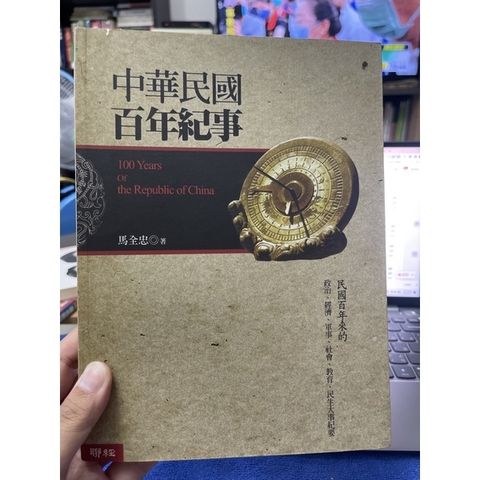 中華民國
百年紀事
100 Years
OF
the Republic of China
馬全忠◎著
民國百年來的
政治、經濟、軍事、社會、教育、民生大事紀要
聯經